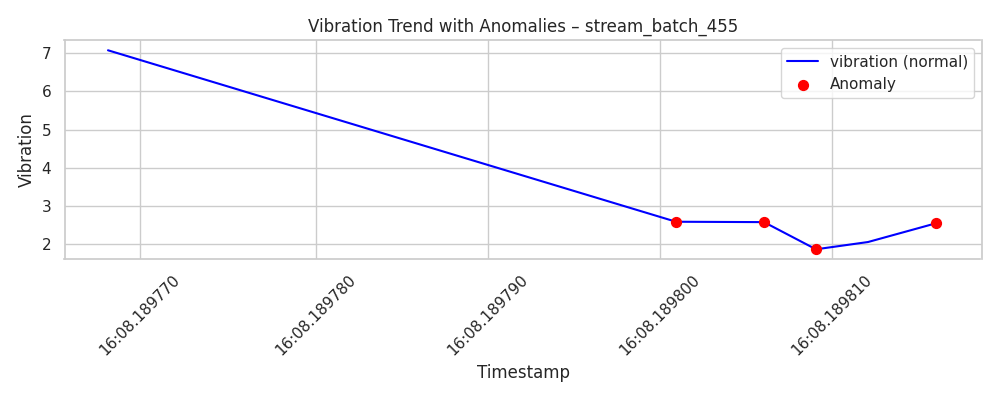 Vibration Trend with Anomalies – stream_batch_455
vibration (normal)
Anomaly
Vibration
7
6
5
4
3
2
16:08.189770
16:08.189780
16:08.189790
16:08.189800
16:08.189810
Timestamp